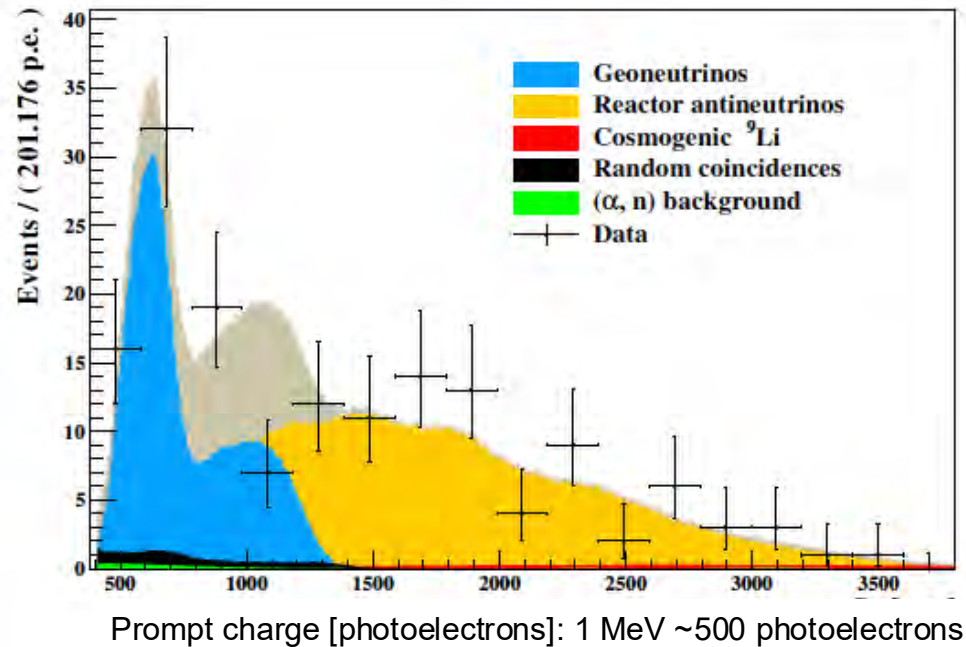 Events / ( 201.176 p.e. )
40
35
30
25
20
15
10
5
0
Geoneutrinos
Reactor antineutrinos
Cosmogenic ⁹Li
Random coincidences
(α, n) background
Data
500 1000 1500 2000 2500 3000 3500
Prompt charge [photoelectrons]: 1 MeV ~500 photoelectrons